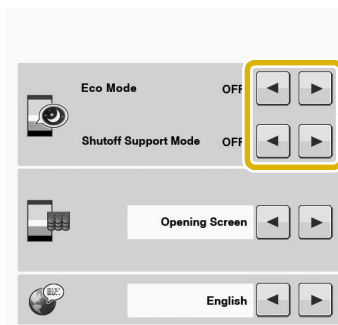 Eco Mode OFF
Shutoff Support Mode OFF
Opening Screen
English